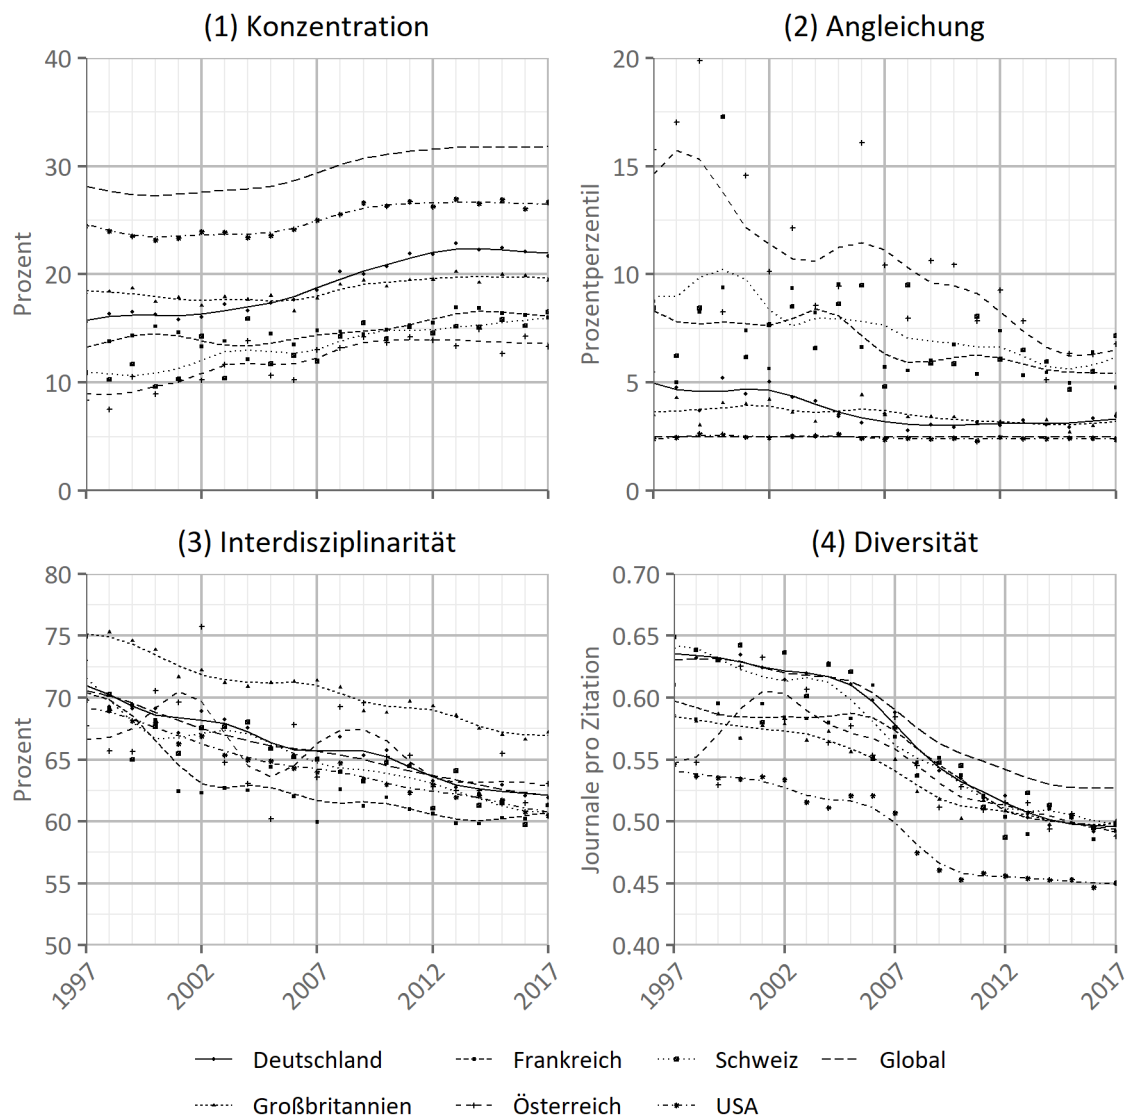 (1) Konzentration
(2) Angleichung
Prozent
40
30
20
10
0
Prozentperzentil
20
15
10
5
0
(3) Interdisziplinarität
(4) Diversität
Prozent
80
75
70
65
60
55
50
1997
2002
2007
2012
2017
Journale pro Zitation
0.70
0.65
0.60
0.55
0.50
0.45
0.40
1997
2002
2007
2012
2017
Deutschland
Frankreich
Schweiz
Global
Großbritannien
Österreich
USA